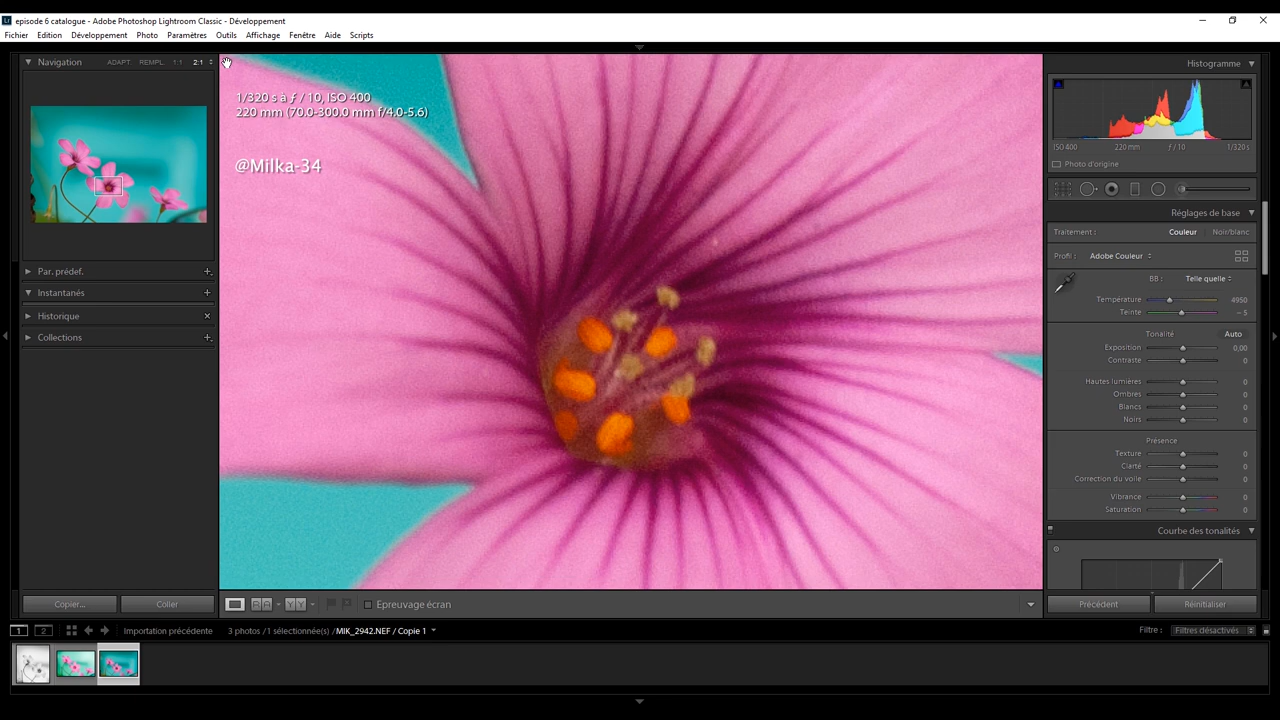 Lr episode 6 catalogue - Adobe Photoshop Lightroom Classic - Développement
Fichier Edition Développement Photo Paramètres Outils Affichage Fenêtre Aide Scripts
Navigation ADAPT. REMPL. 1:1 2:1
Par. prédef.
Instantanés
Historique
Collections
Copier... Coller
1/320 s à ƒ / 10, ISO 400
220 mm (70.0-300.0 mm f/4.0-5.6)
@Milka-34
Epreuvage écran
Histogramme
ISO 400 220 mm ƒ / 10 1/320 s
Photo d'origine
Réglages de base
Traitement : Couleur Noir/blanc
Profil : Adobe Couleur
BB : Telle quelle
Température 4950
Teinte – 5
Tonalité Auto
Exposition 0,00
Contraste 0
Hautes lumières 0
Ombres 0
Blancs 0
Noirs 0
Présence
Texture 0
Clarté 0
Correction du voile 0
Vibrance 0
Saturation 0
Courbe des tonalités
Précédent Réinitialiser
1 2 Importation précédente 3 photos / 1 sélectionnée(s) / MIK_2942.NEF / Copie 1
Filtre : Filtres désactivés